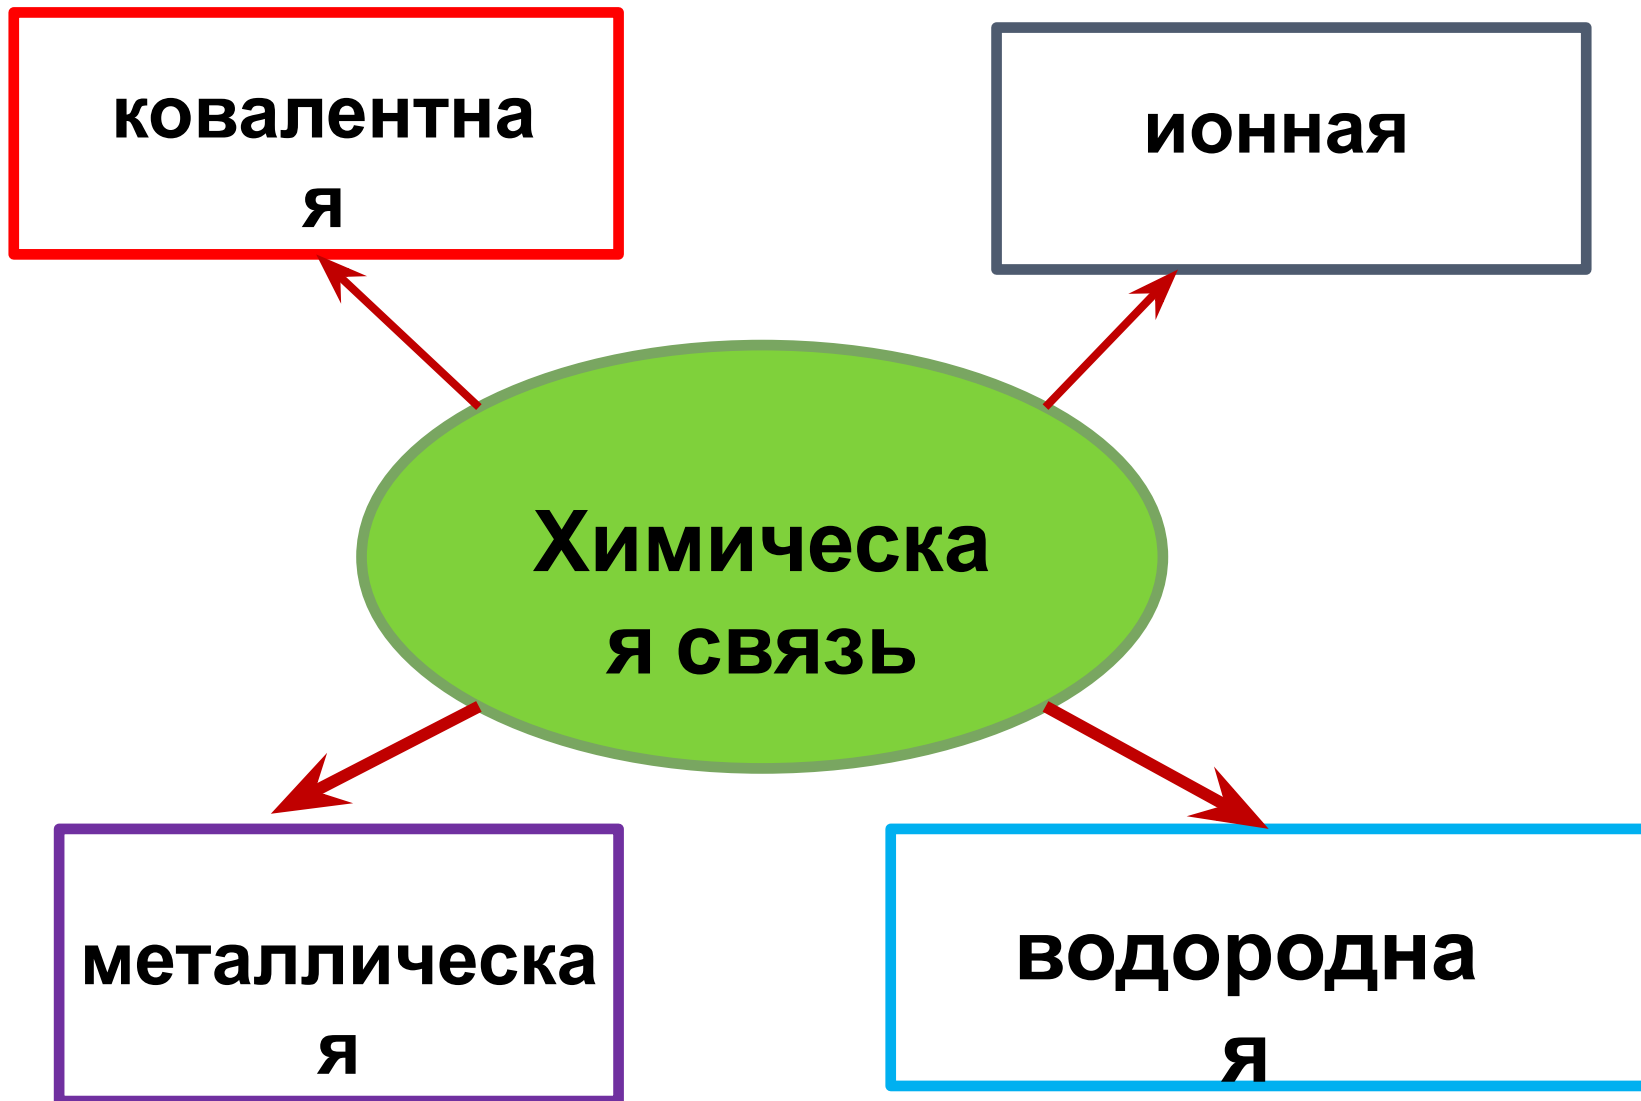 ковалентна
я
ионная
Химическа
я связь
металлическа
я
водородна
я